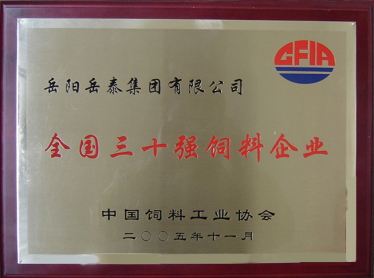 CFIA
岳阳岳泰集团有限公司
全国三十强饲料企业
中国饲料工业协会
二〇〇五年十一月